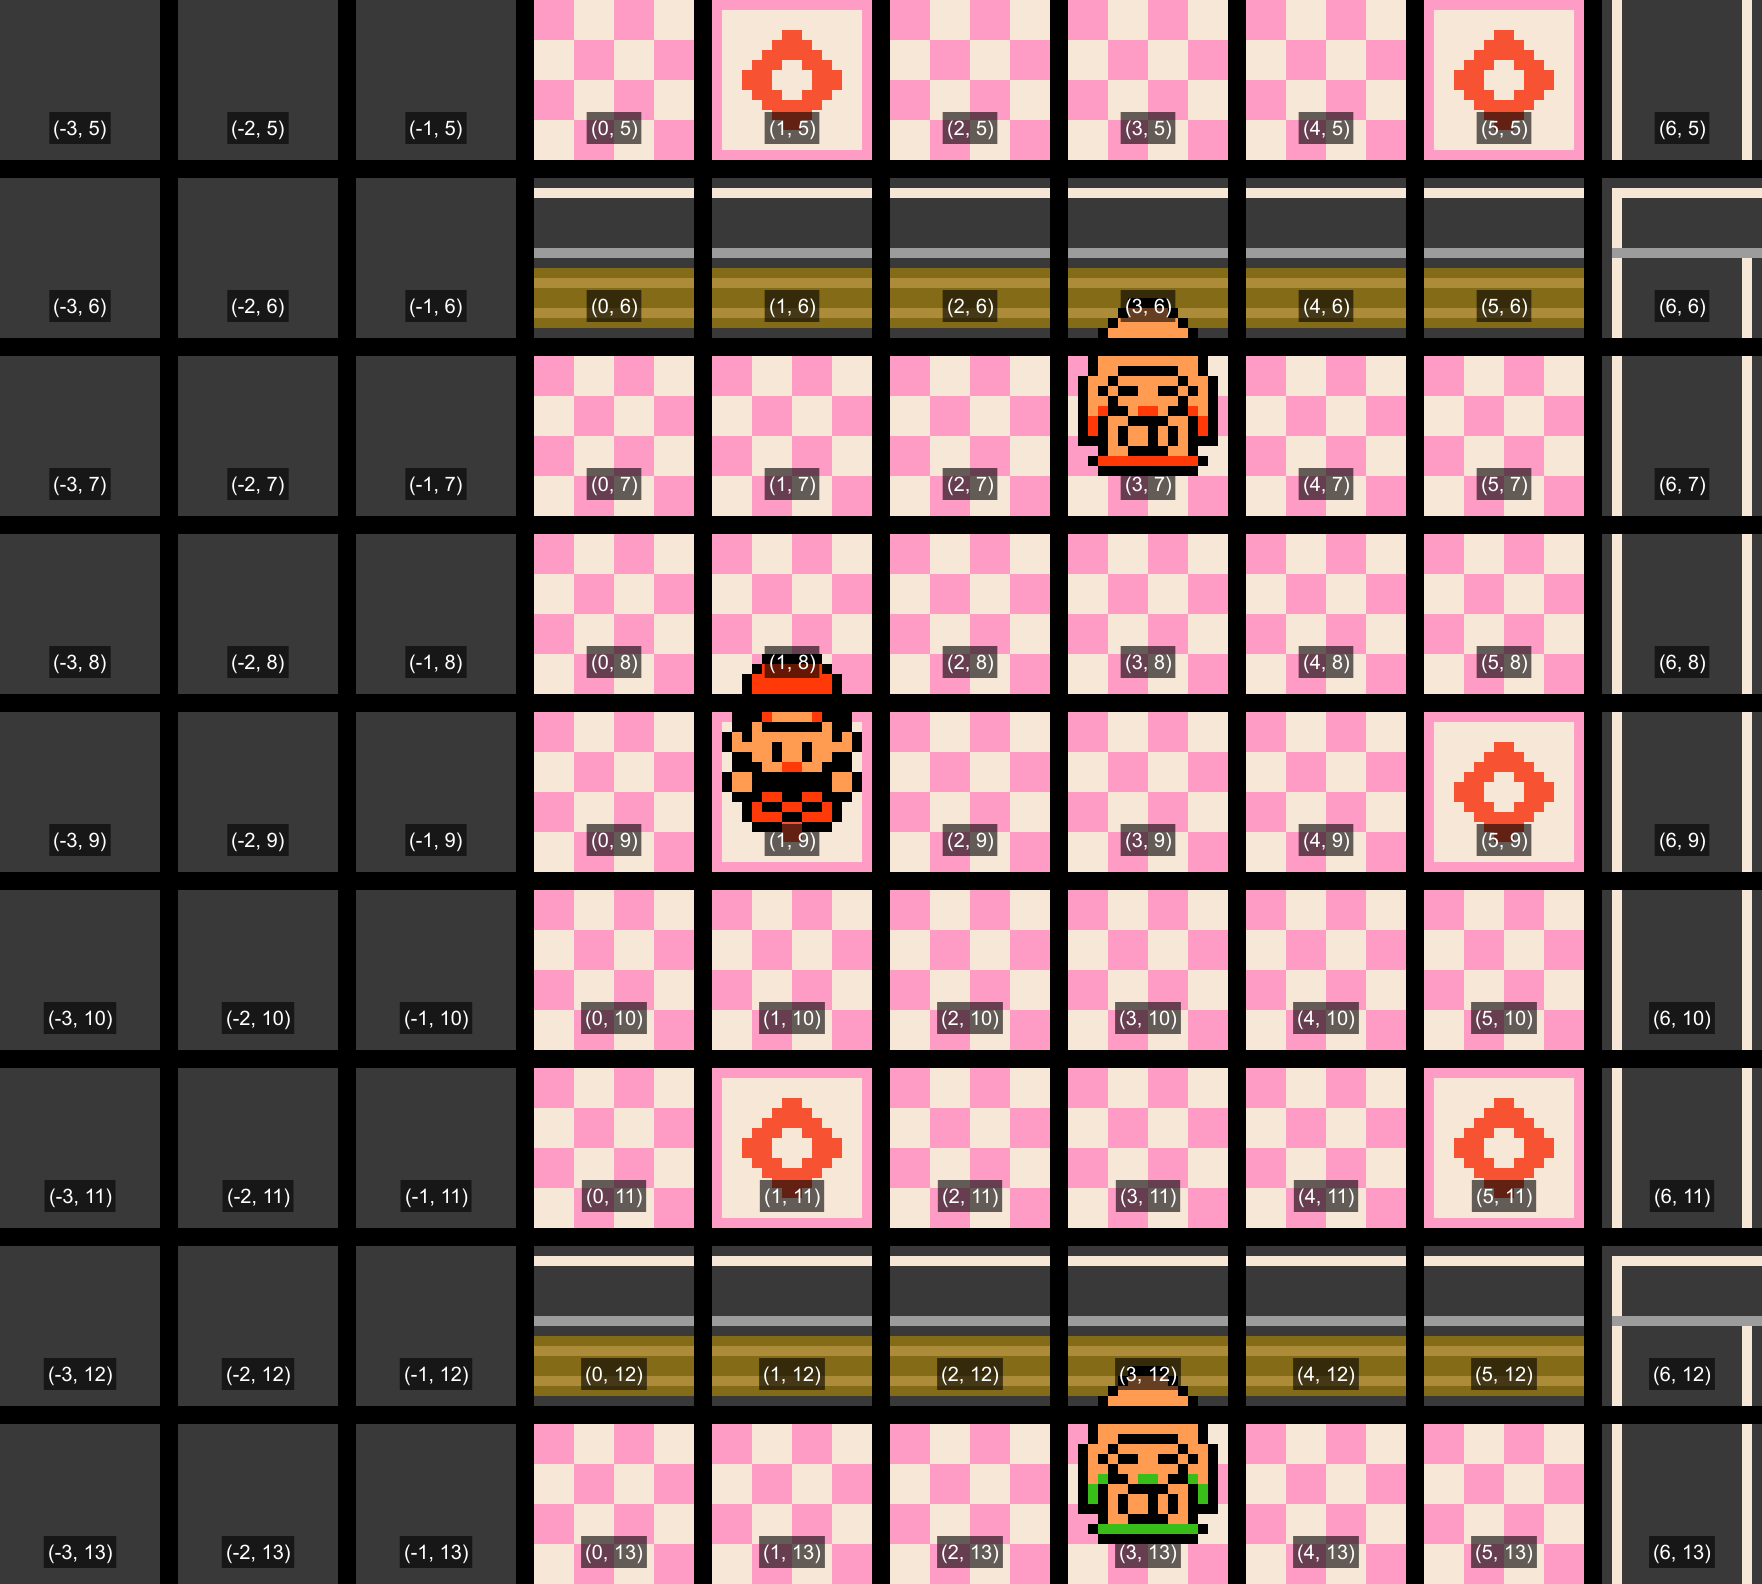 (-3, 5) (-2, 5) (-1, 5) (0, 5) (1, 5) (2, 5) (3, 5) (4, 5) (5, 5) (6, 5)
(-3, 6) (-2, 6) (-1, 6) (0, 6) (1, 6) (2, 6) (3, 6) (4, 6) (5, 6) (6, 6)
(-3, 7) (-2, 7) (-1, 7) (0, 7) (1, 7) (2, 7) (3, 7) (4, 7) (5, 7) (6, 7)
(-3, 8) (-2, 8) (-1, 8) (0, 8) (1, 8) (2, 8) (3, 8) (4, 8) (5, 8) (6, 8)
(-3, 9) (-2, 9) (-1, 9) (0, 9) (1, 9) (2, 9) (3, 9) (4, 9) (5, 9) (6, 9)
(-3, 10) (-2, 10) (-1, 10) (0, 10) (1, 10) (2, 10) (3, 10) (4, 10) (5, 10) (6, 10)
(-3, 11) (-2, 11) (-1, 11) (0, 11) (1, 11) (2, 11) (3, 11) (4, 11) (5, 11) (6, 11)
(-3, 12) (-2, 12) (-1, 12) (0, 12) (1, 12) (2, 12) (3, 12) (4, 12) (5, 12) (6, 12)
(-3, 13) (-2, 13) (-1, 13) (0, 13) (1, 13) (2, 13) (3, 13) (4, 13) (5, 13) (6, 13)